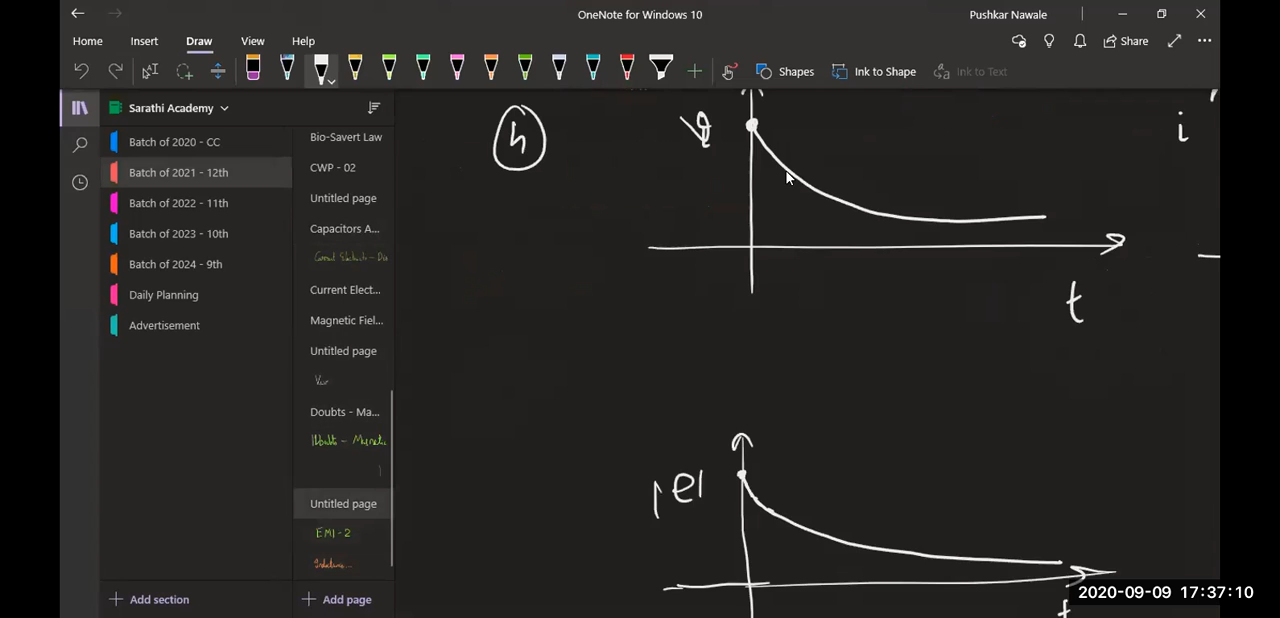 OneNote for Windows 10
Pushkar Nawale
Home Insert Draw View Help
Share
Shapes
Ink to Shape
Ink to Text
Sarathi Academy
Batch of 2020 - CC
Batch of 2021 - 12th
Batch of 2022 - 11th
Batch of 2023 - 10th
Batch of 2024 - 9th
Daily Planning
Advertisement
Add section
Bio-Savert Law
CWP - 02
Untitled page
Capacitors A...
Current Elect...
Magnetic Fiel...
Untitled page
Doubts - Ma...
Doubts - Magnetic
Untitled page
EMI - 2
Add page
i
t
|e|
t
2020-09-09 17:37:10